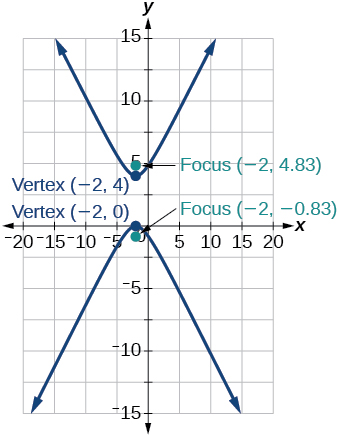 y
15
10
5
Focus (−2, 4.83)
Vertex (−2, 4)
Vertex (−2, 0)
Focus (−2, −0.83)
x
−20 −15 −10 −5 0 5 10 15 20
−5
−10
−15